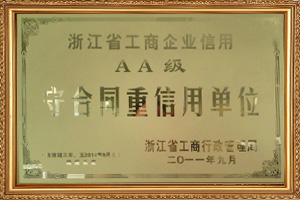 浙江省工商企业信用
AA级
守合同重信用单位
浙江省工商行政管理局
二〇一一年九月